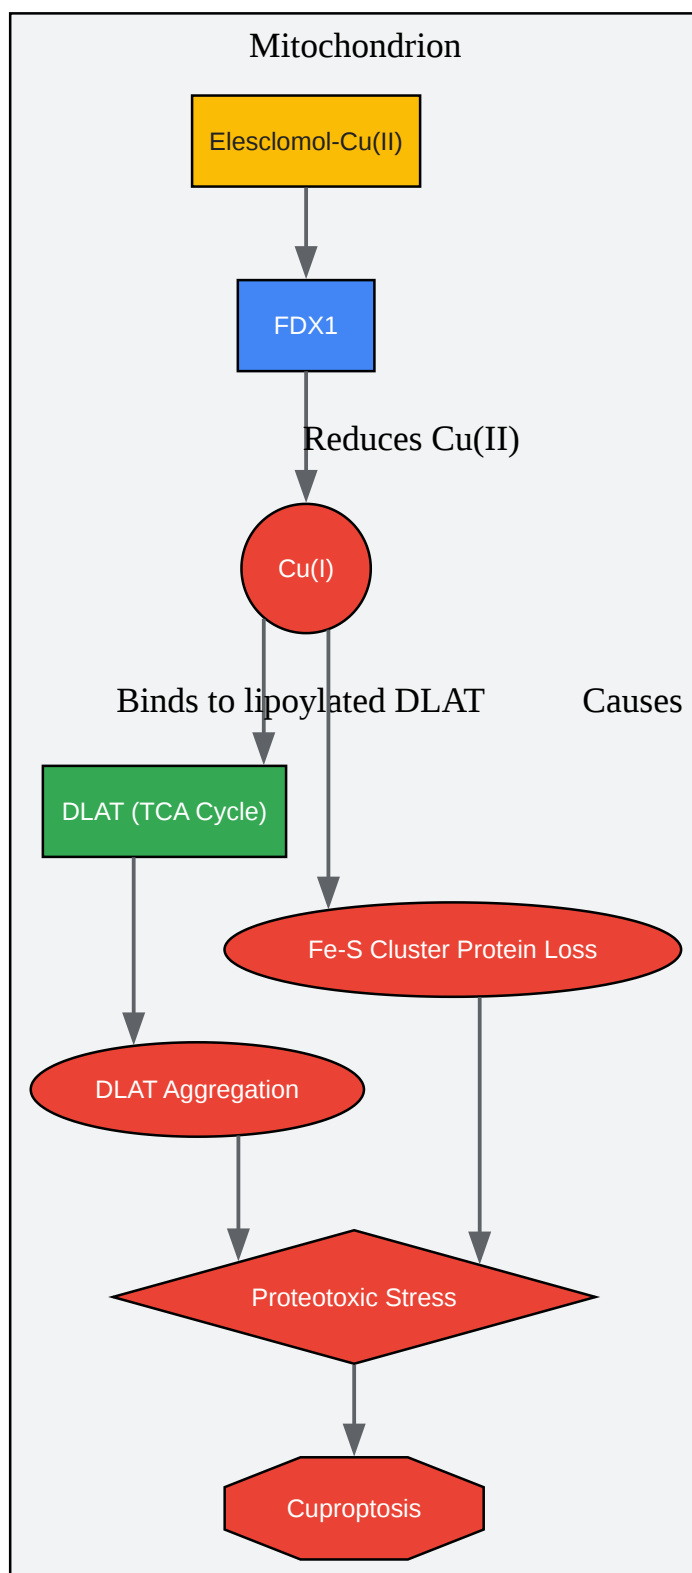 Mitochondrion
Elesclomol-Cu(II)
FDX1
Reduces Cu(II)
Cu(I)
Binds to lipoylated DLAT
Causes
DLAT (TCA Cycle)
Fe-S Cluster Protein Loss
DLAT Aggregation
Proteotoxic Stress
Cuproptosis